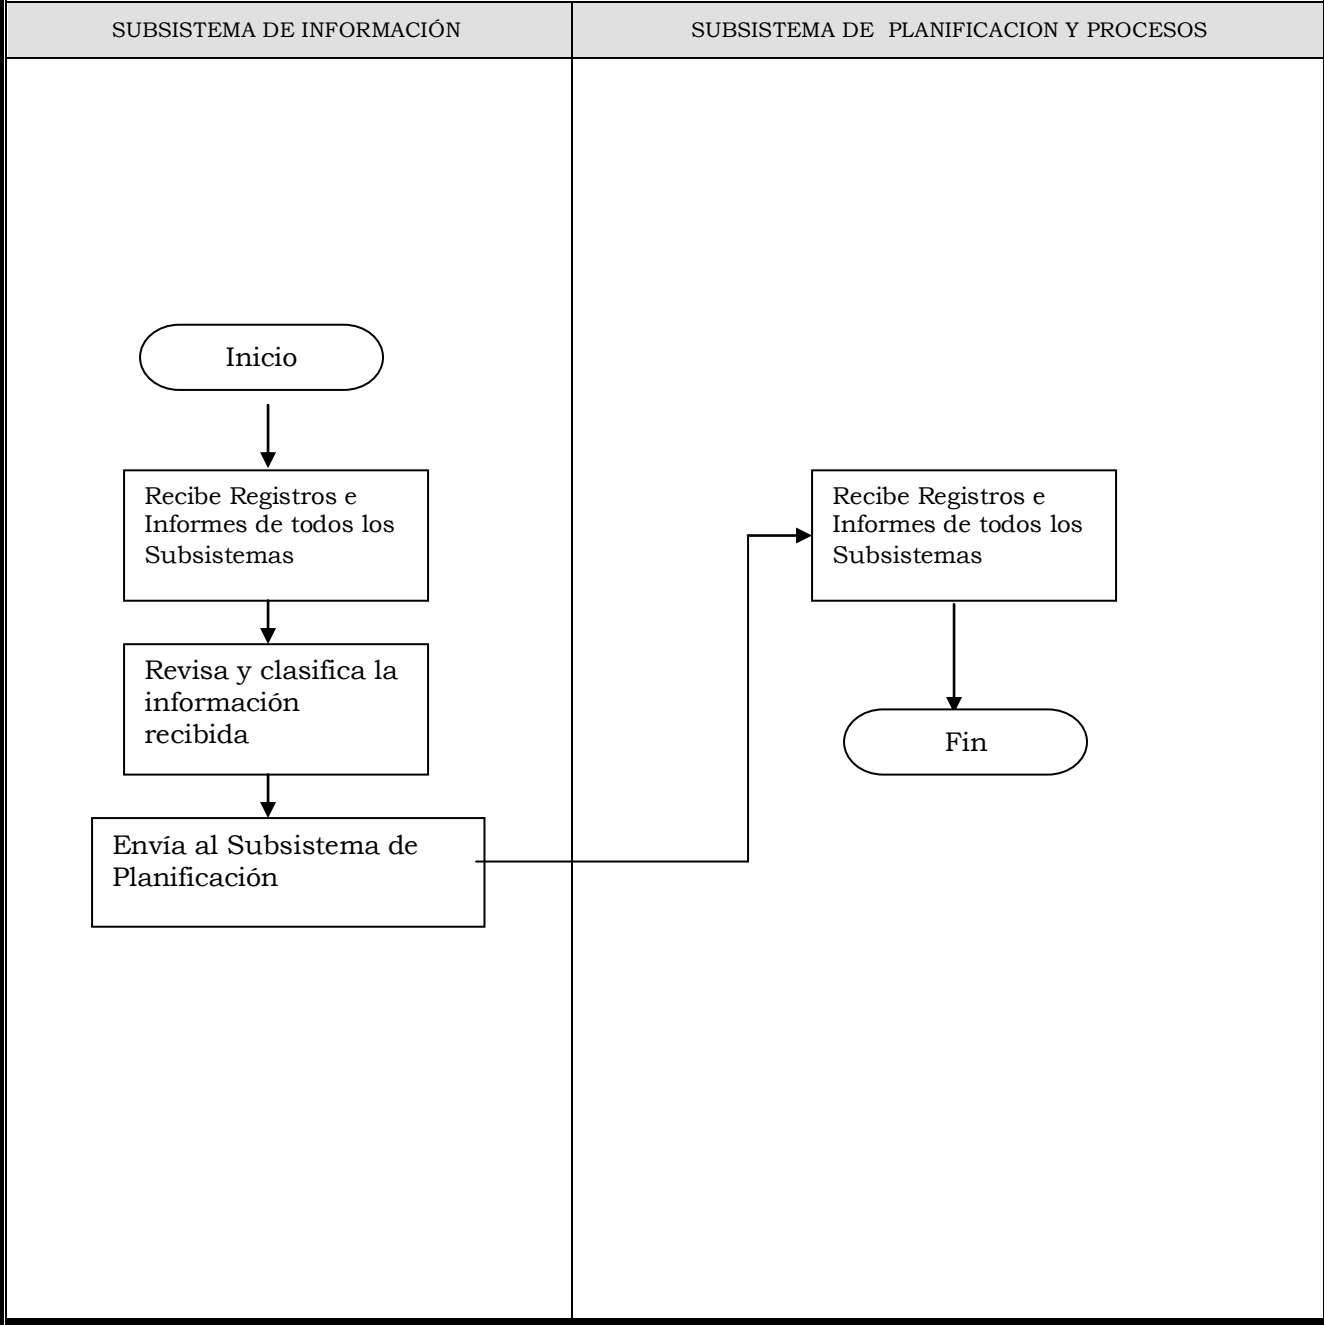 SUBSISTEMA DE INFORMACIÓN
SUBSISTEMA DE PLANIFICACION Y PROCESOS
Inicio
Recibe Registros e
Informes de todos los
Subsistemas
Revisa y clasifica la
información
recibida
Envía al Subsistema de
Planificación
Recibe Registros e
Informes de todos los
Subsistemas
Fin